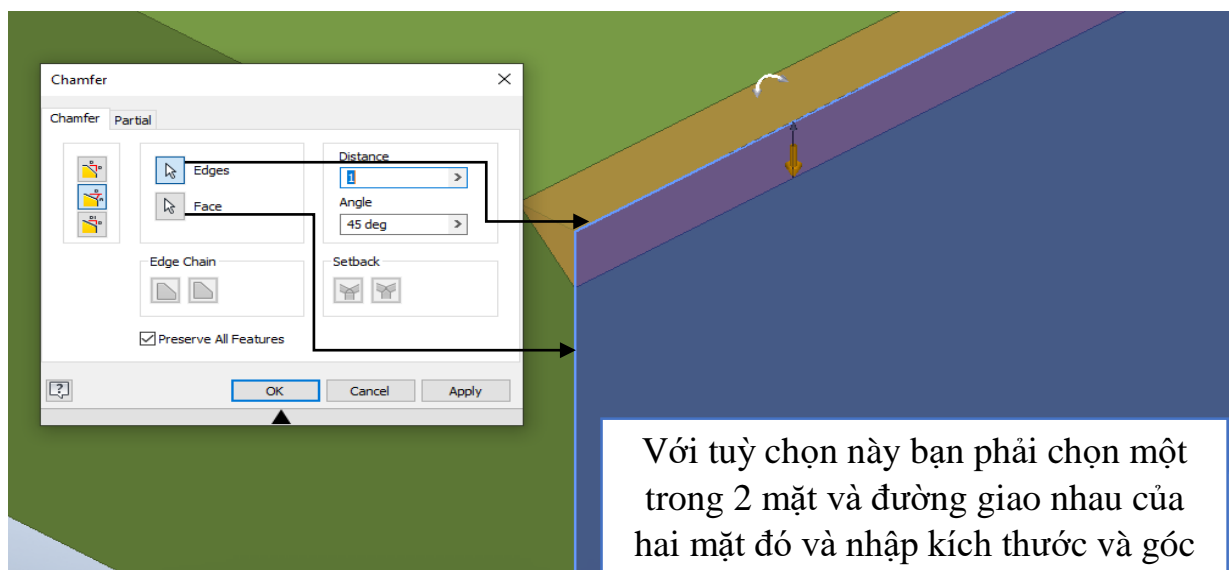 Chamfer
Chamfer Partial
Edges
Face
Distance
1
Angle
45 deg
Edge Chain
Setback
Preserve All Features
OK Cancel Apply
Với tuỳ chọn này bạn phải chọn một
trong 2 mặt và đường giao nhau của
hai mặt đó và nhập kích thước và góc